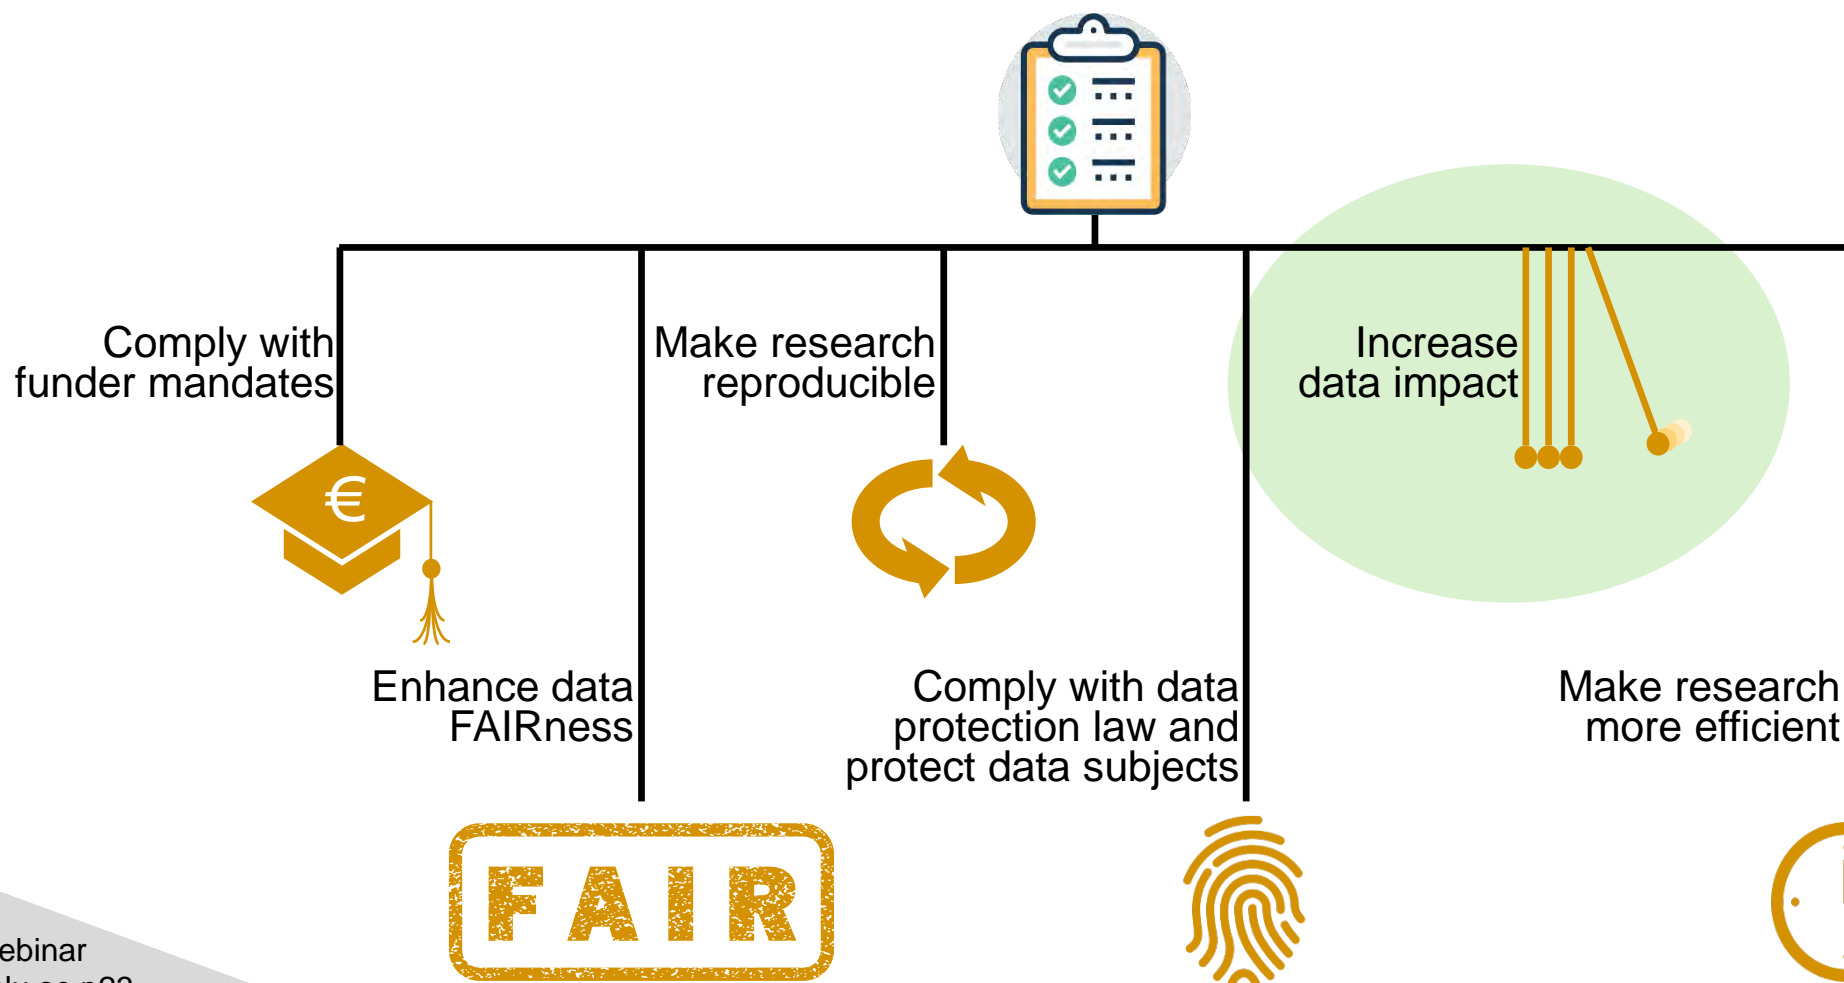 Comply with
funder mandates
€
Enhance data
FAIRness
FAIR
Make research
reproducible
Comply with data
protection law and
protect data subjects
Increase
data impact
Make research
more efficient